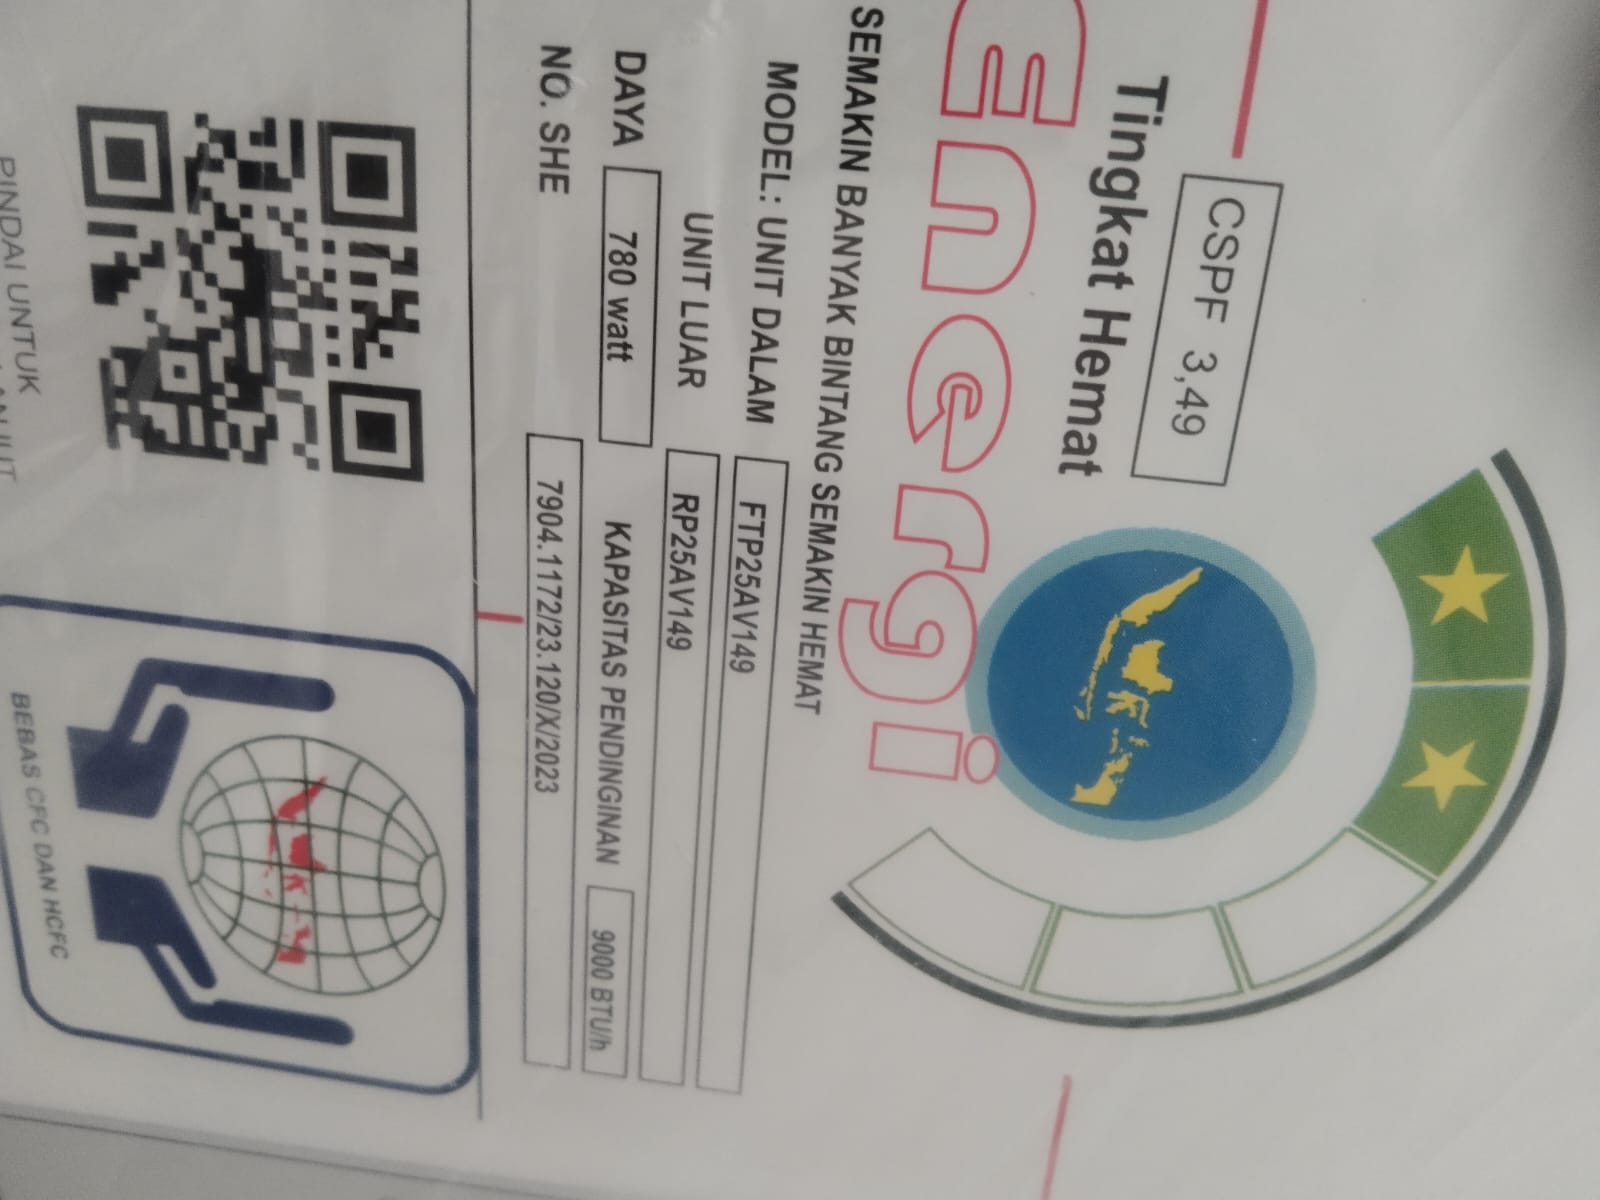 CSPF 3,49
Tingkat Hemat
Energi
SEMAKIN BANYAK BINTANG SEMAKIN HEMAT
MODEL: UNIT DALAM FTP25AV149
UNIT LUAR RP25AV149
DAYA 780 watt KAPASITAS PENDINGINAN 9000 BTU/h
NO. SHE 7904.1172/23.120/X/2023
PINDAI UNTUK
BEBAS CFC DAN HCFC